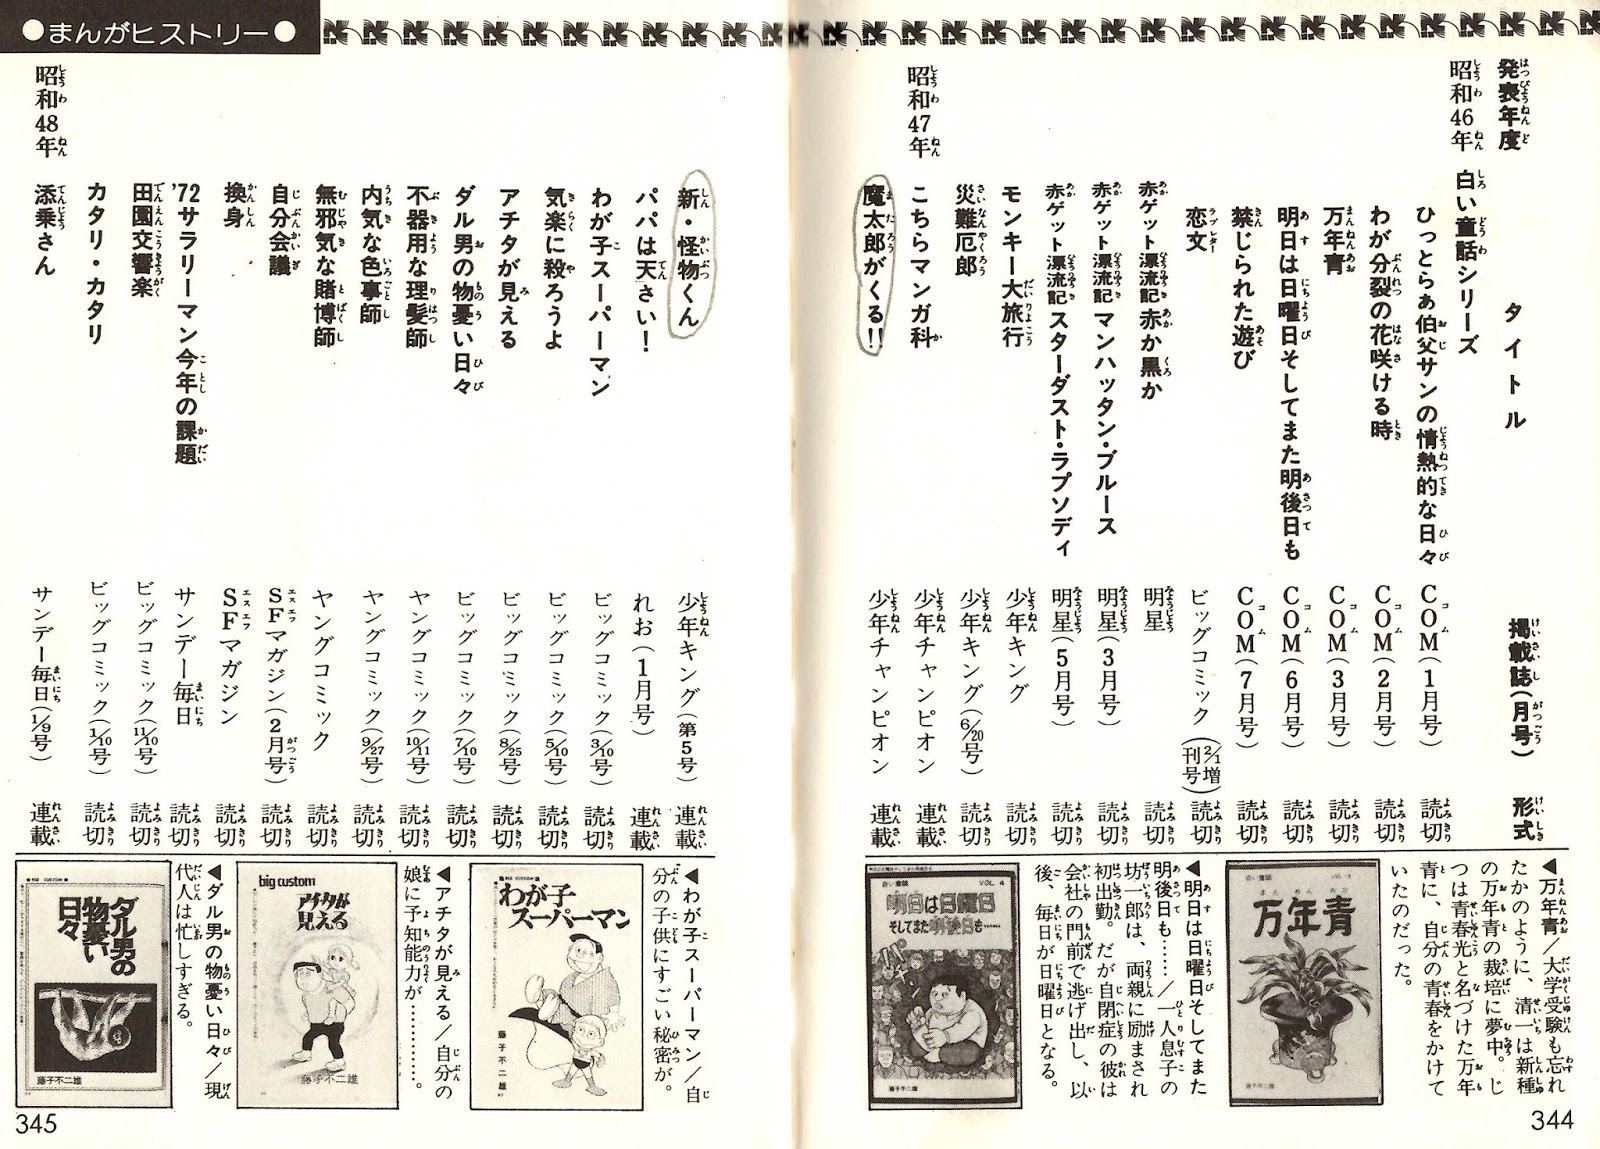 ●まんがヒストリー●
発表年度
タイトル
掲載誌(月号)
形式
昭和46年
白い童話シリーズ
ひっとらぁ伯父サンの情熱的な日々
COM(1月号)
読切
わが分裂の花咲ける時
COM(2月号)
読切
万年青
COM(3月号)
読切
明日は日曜日そしてまた明後日も
COM(6月号)
読切
禁じられた遊び
COM(7月号)
読切
恋文
ビッグコミック(2/1増刊号)
読切
赤ゲット漂流記 赤か黒か
明星
読切
赤ゲット漂流記 マンハッタン・ブルース
明星(3月号)
読切
赤ゲット漂流記 スターダスト・ラプソディ
明星(5月号)
読切
モンキー大旅行
少年キング
読切
災難厄郎
少年キング(6/20号)
読切
昭和47年
こちらマンガ科
少年チャンピオン
連載
魔太郎がくる!!
少年チャンピオン
連載
◀万年青/大学受験も忘れ
たかのように、清一は新種
の万年青の栽培に夢中。じ
つは青春光と名づけた万年
青に、自分の青春をかけて
いたのだった。
白い童話
まんねんあお
万年青
藤子不二雄
◀明日は日曜日そしてまた
明後日も……/一人息子の
坊一郎は、両親に励まされ
初出勤。だが自閉症の彼は
会社の門前で逃げ出し、以
後、毎日が日曜日となる。
白い童話 VOL.4
明日は日曜日
そしてまた明後日も……
藤子不二雄
344
新・怪物くん
少年キング(第5号)
連載
パパは天さい!
れお(1月号)
連載
わが子スーパーマン
ビッグコミック(3/10号)
読切
気楽に殺ろうよ
ビッグコミック(5/10号)
読切
アチタが見える
ビッグコミック(8/25号)
読切
ダル男の物憂い日々
ビッグコミック(7/10号)
読切
不器用な理髪師
ヤングコミック(10/11号)
読切
内気な色事師
ヤングコミック(9/27号)
読切
無邪気な賭博師
ヤングコミック
読切
自分会議
SFマガジン(2月号)
読切
換身
SFマガジン
読切
'72サラリーマン今年の課題
サンデー毎日
読切
田園交響楽
ビッグコミック(11/10号)
読切
カタリ・カタリ
ビッグコミック(1/10号)
読切
昭和48年
添乗さん
サンデー毎日(1/9号)
連載
◀わが子スーパーマン/自
分の子供にすごい秘密が。
わが子
スーパーマン
藤子不二雄
◀アチタが見える/自分の
娘に予知能力が…………。
big custom
アチタが
見える
藤子不二雄
◀ダル男の物憂い日々/現
代人は忙しすぎる。
ダル男の
物憂い
日々
藤子不二雄
345